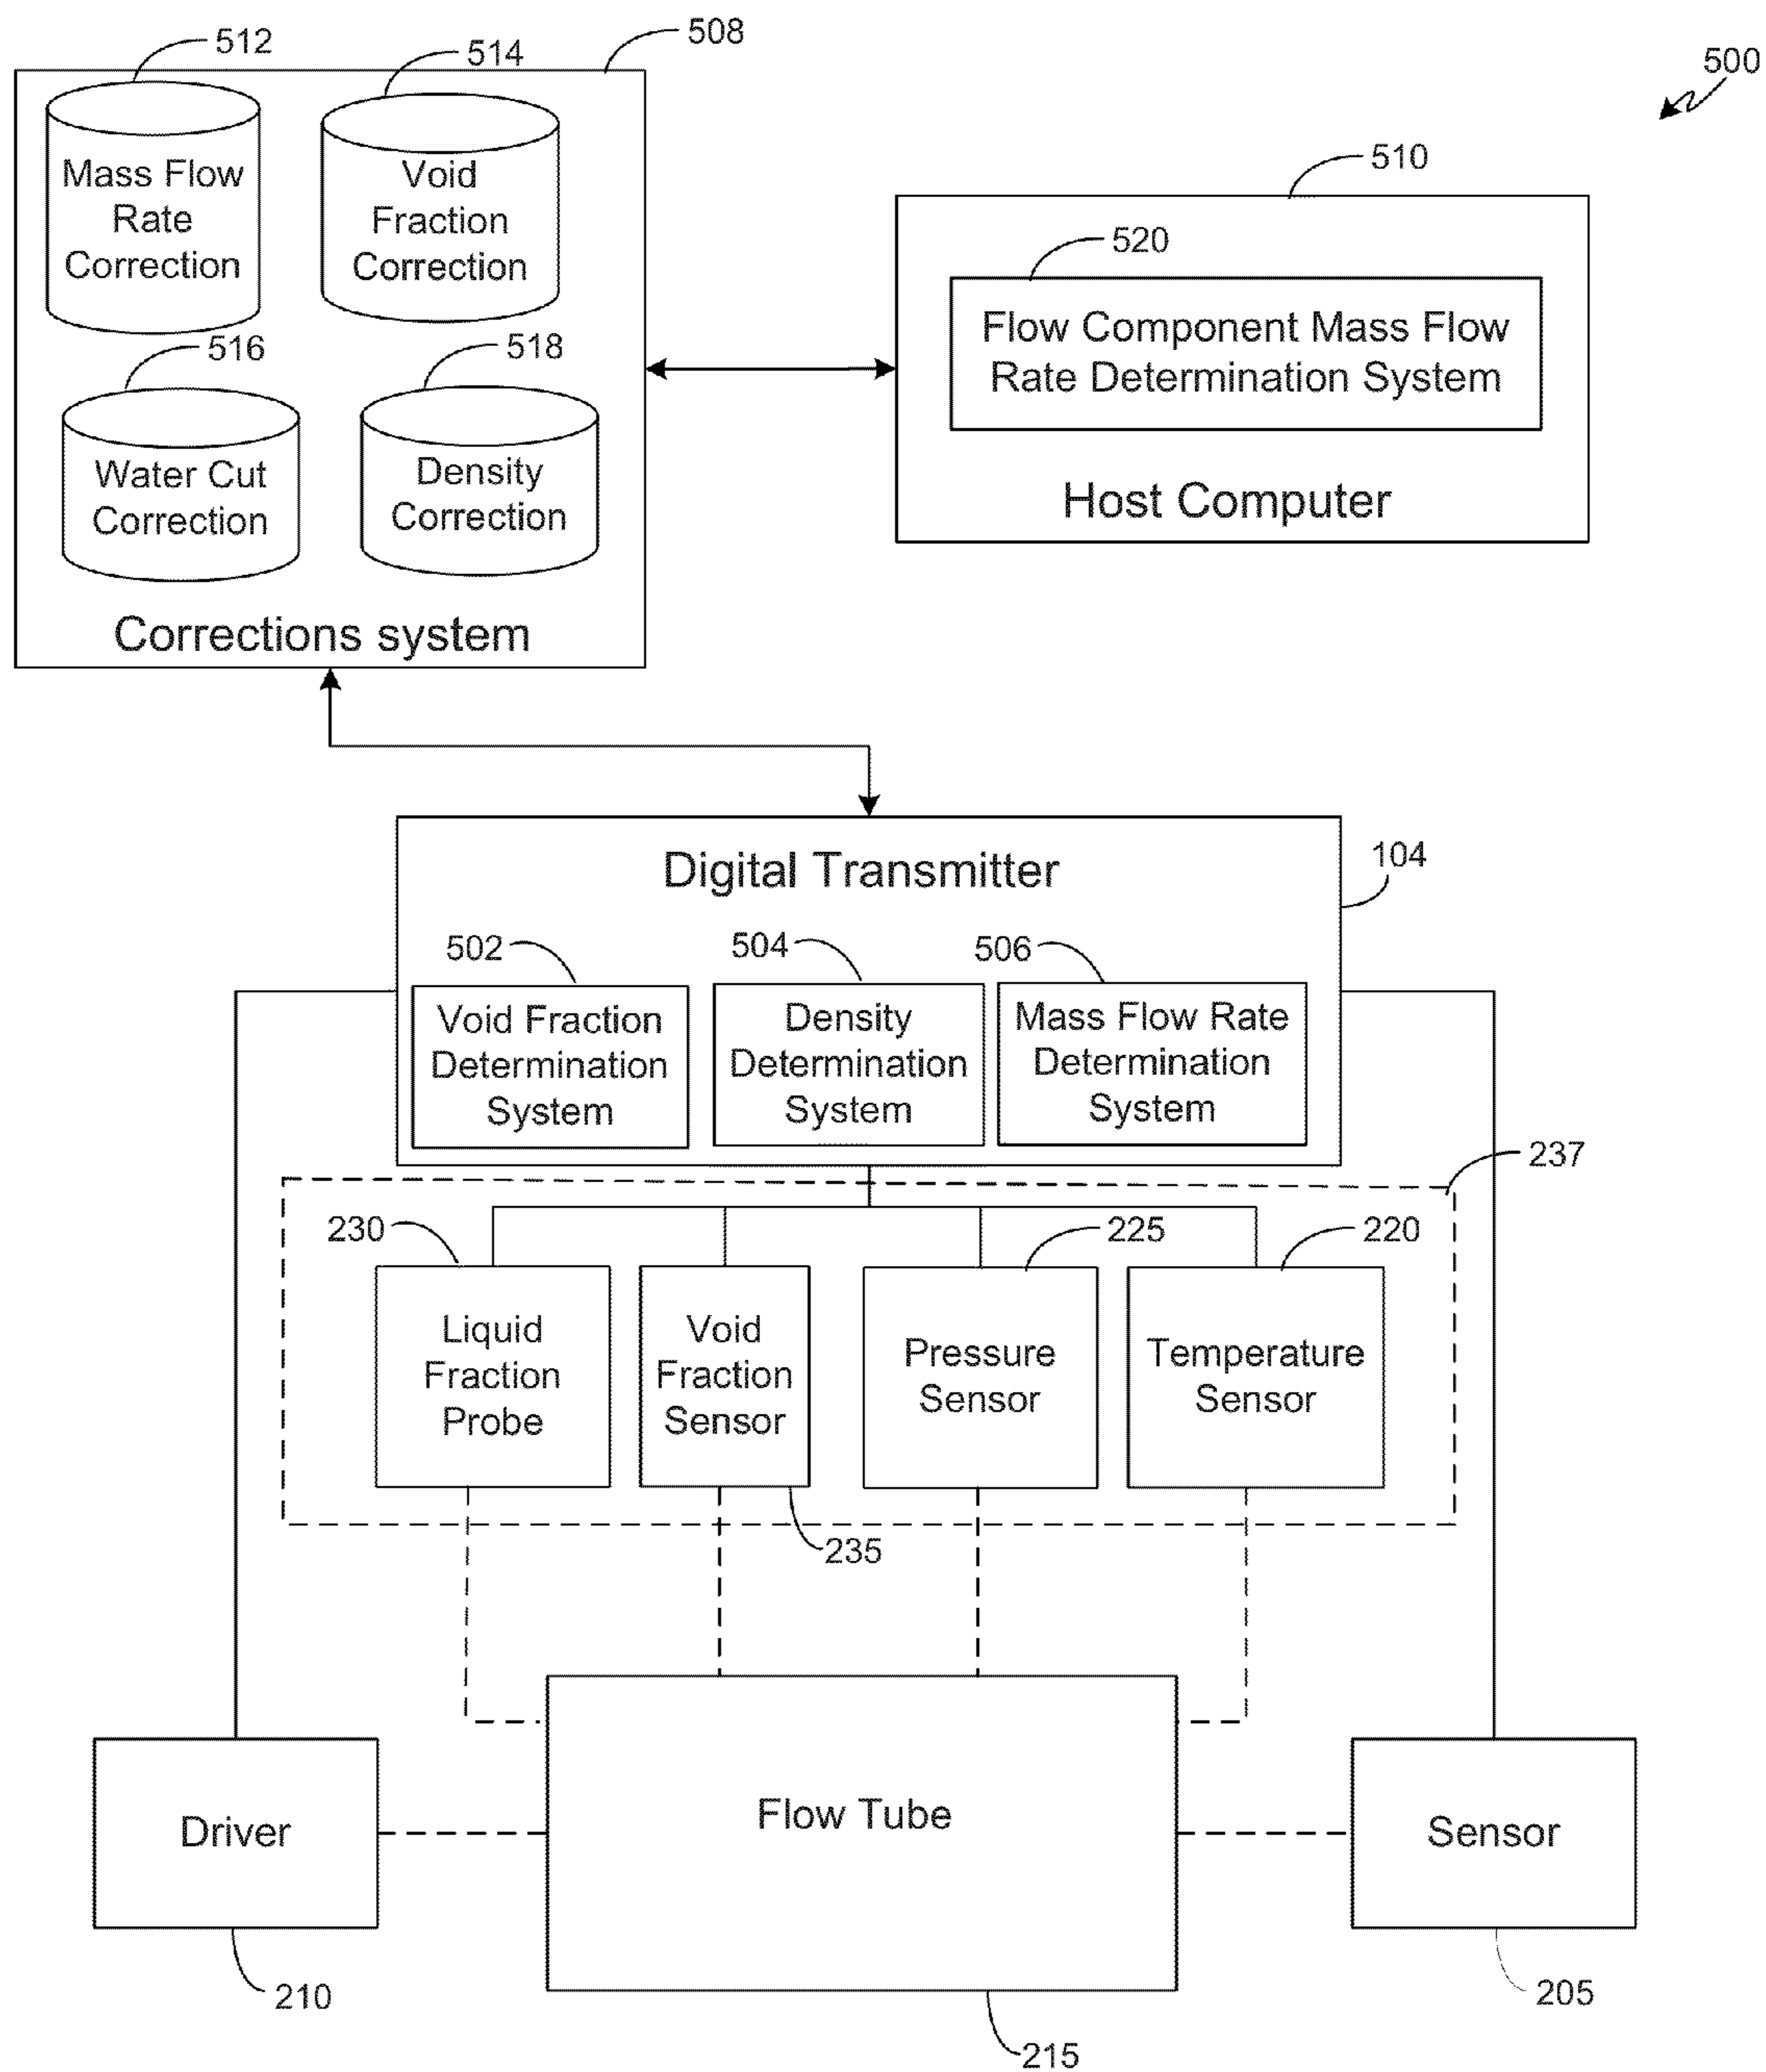 512
514
508
500
Mass Flow
Rate
Correction
Void
Fraction
Correction
510
520
Flow Component Mass Flow
Rate Determination System
Host Computer
516
518
Water Cut
Correction
Density
Correction
Corrections system
Digital Transmitter
104
502
504
506
Void Fraction
Determination
System
Density
Determination
System
Mass Flow Rate
Determination
System
237
230
225
220
Liquid
Fraction
Probe
Void
Fraction
Sensor
Pressure
Sensor
Temperature
Sensor
235
Driver
Flow Tube
Sensor
210
205
215